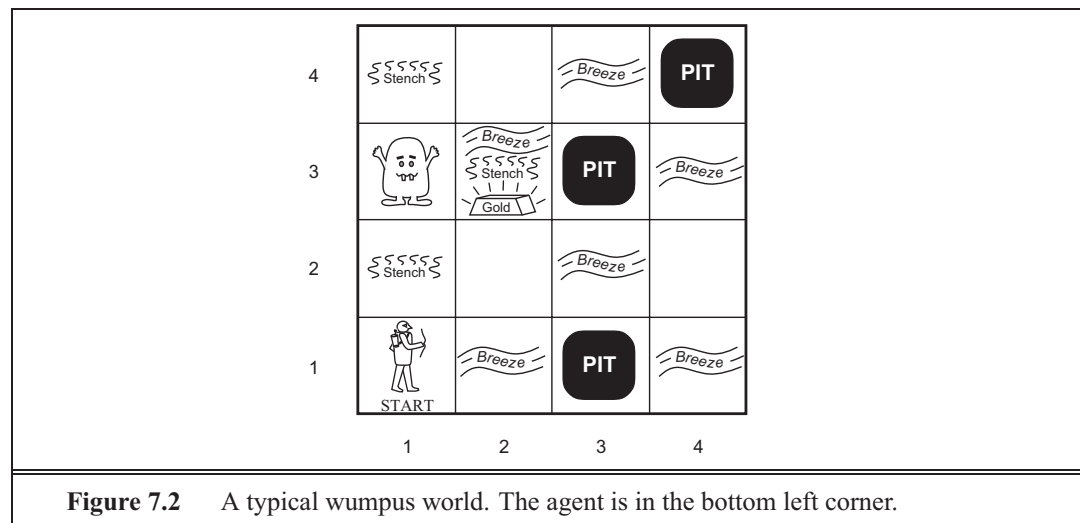 4 Stench Breeze PIT
Breeze
3 Stench PIT Breeze
Gold
2 Stench Breeze
1 Breeze PIT Breeze
START
1 2 3 4
Figure 7.2 A typical wumpus world. The agent is in the bottom left corner.